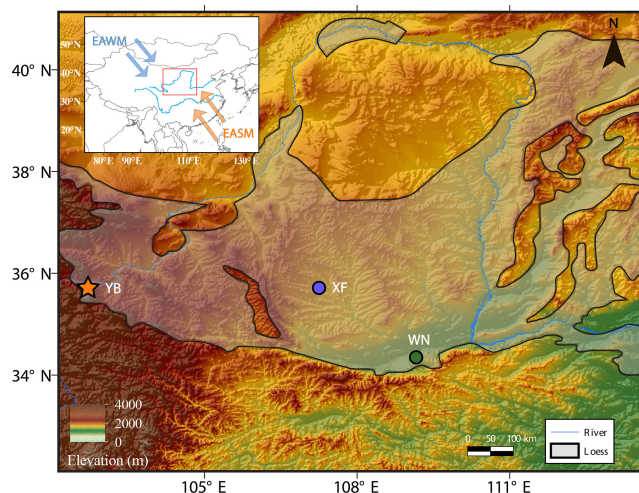 N
50°N
40°N
30°N
20°N
80°E 90°E 110°E 130°E
EAWM
EASM
40° N
38° N
36° N
34° N
YB
XF
WN
4000
2000
0
Elevation (m)
0 50 100 km
River
Loess
105° E 108° E 111° E